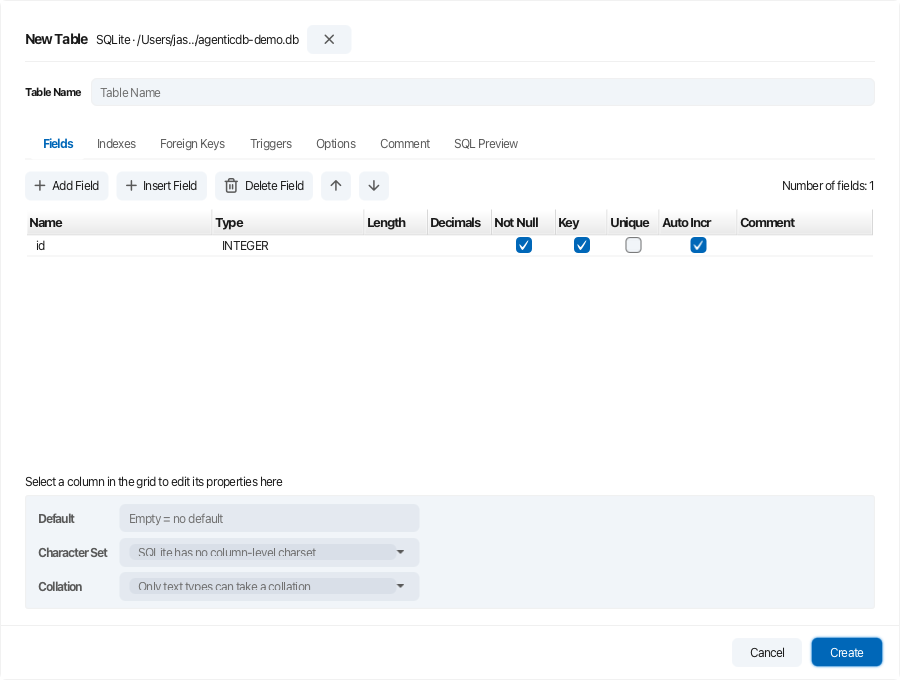 New Table SQLite · /Users/jas../agenticdb-demo.db
Table Name Table Name
Fields Indexes Foreign Keys Triggers Options Comment SQL Preview
Add Field Insert Field Delete Field Number of fields: 1
Name Type Length Decimals Not Null Key Unique Auto Incr Comment
id INTEGER
Select a column in the grid to edit its properties here
Default Empty = no default
Character Set SQLite has no column-level charset
Collation Only text types can take a collation
Cancel Create